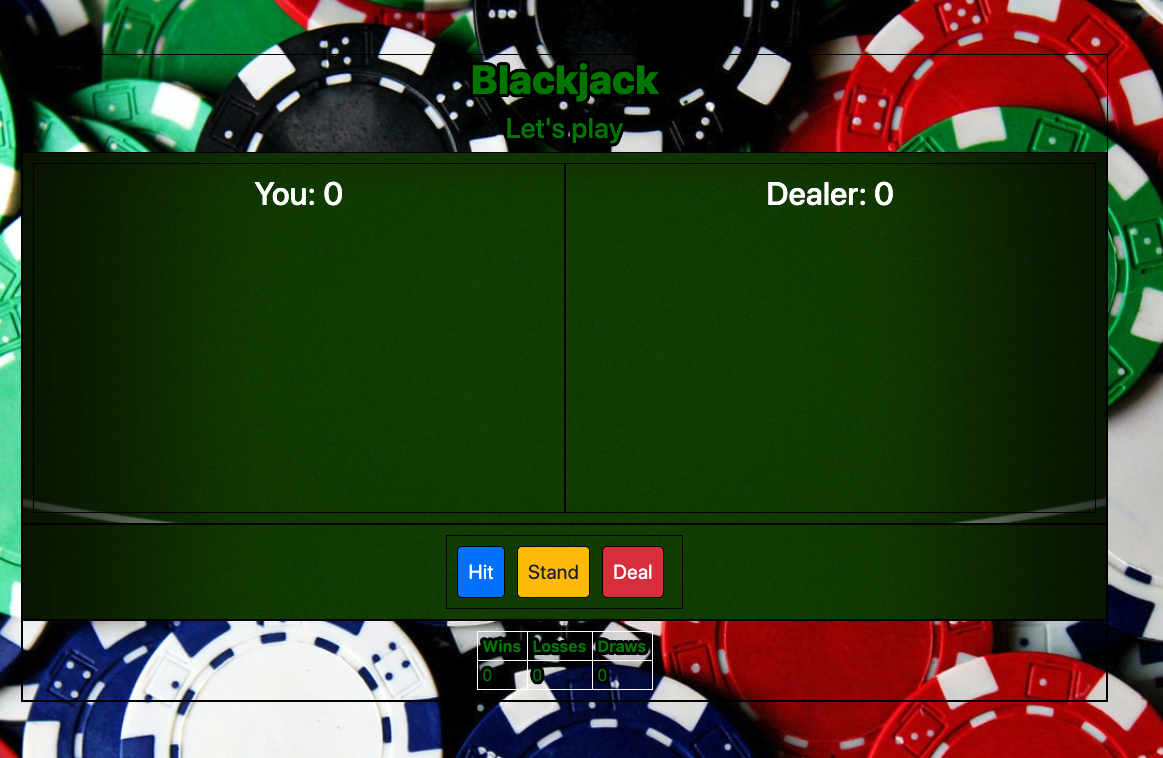 Blackjack
Let's play
You: 0
Dealer: 0
Hit
Stand
Deal
Wins Losses Draws
0 0 0